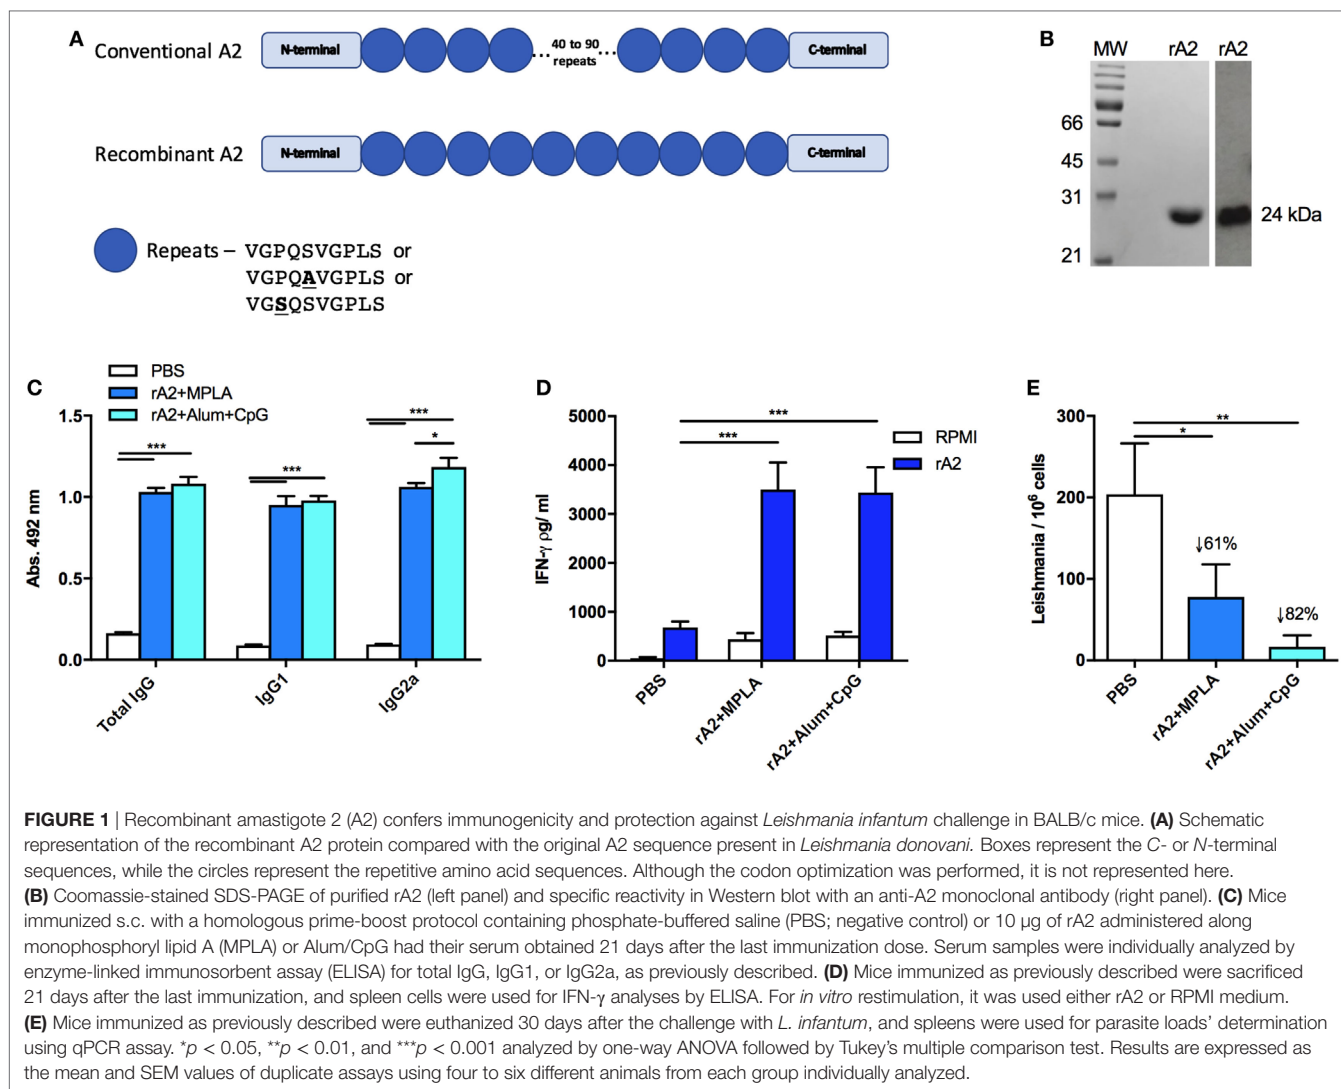 A
Conventional A2
N-terminal
... 40 to 90 ...
repeats
C-terminal
Recombinant A2
N-terminal
C-terminal
Repeats – VGPQSVGPLS or
VGPQAVGPLS or
VGSQSVGPLS
B
MW rA2 rA2
66
45
31
24 kDa
21
C
PBS
rA2+MPLA
rA2+Alum+CpG
1.5
1.0
0.5
0.0
Abs. 492 nm
***
***
***
*
Total IgG
IgG1
IgG2a
D
5000
4000
3000
2000
1000
0
IFN-γ ρg/ ml
***
***
RPMI
rA2
PBS
rA2+MPLA
rA2+Alum+CpG
E
300
200
100
0
Leishmania / 10⁶ cells
**
*
↓61%
↓82%
PBS
rA2+MPLA
rA2+Alum+CpG
FIGURE 1 | Recombinant amastigote 2 (A2) confers immunogenicity and protection against Leishmania infantum challenge in BALB/c mice. (A) Schematic
representation of the recombinant A2 protein compared with the original A2 sequence present in Leishmania donovani. Boxes represent the C- or N-terminal
sequences, while the circles represent the repetitive amino acid sequences. Although the codon optimization was performed, it is not represented here.
(B) Coomassie-stained SDS-PAGE of purified rA2 (left panel) and specific reactivity in Western blot with an anti-A2 monoclonal antibody (right panel). (C) Mice
immunized s.c. with a homologous prime-boost protocol containing phosphate-buffered saline (PBS; negative control) or 10 µg of rA2 administered along
monophosphoryl lipid A (MPLA) or Alum/CpG had their serum obtained 21 days after the last immunization dose. Serum samples were individually analyzed by
enzyme-linked immunosorbent assay (ELISA) for total IgG, IgG1, or IgG2a, as previously described. (D) Mice immunized as previously described were sacrificed
21 days after the last immunization, and spleen cells were used for IFN-γ analyses by ELISA. For in vitro restimulation, it was used either rA2 or RPMI medium.
(E) Mice immunized as previously described were euthanized 30 days after the challenge with L. infantum, and spleens were used for parasite loads' determination
using qPCR assay. *p < 0.05, **p < 0.01, and ***p < 0.001 analyzed by one-way ANOVA followed by Tukey's multiple comparison test. Results are expressed as
the mean and SEM values of duplicate assays using four to six different animals from each group individually analyzed.